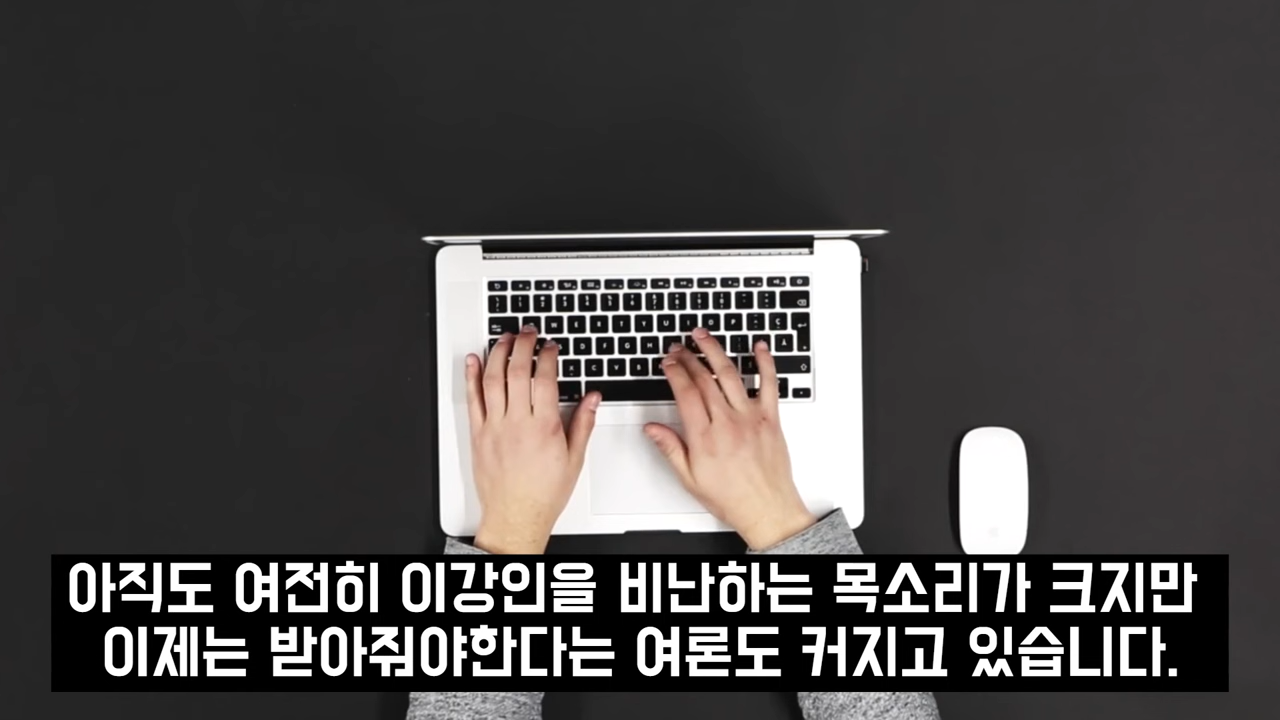 아직도 여전히 이강인을 비난하는 목소리가 크지만
이제는 받아줘야한다는 여론도 커지고 있습니다.